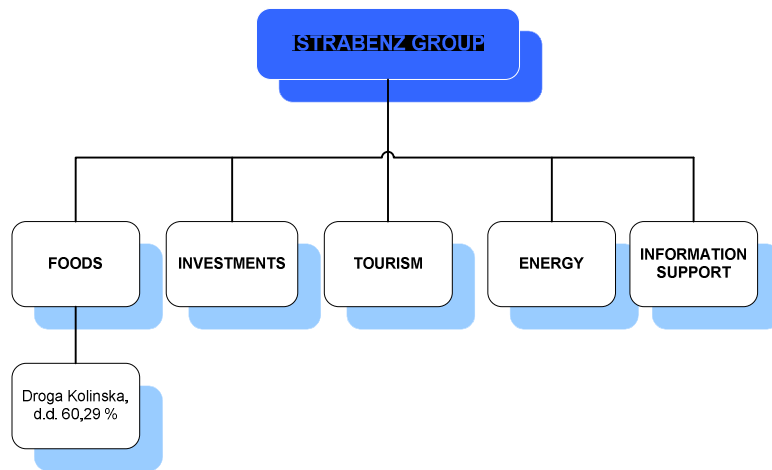 ISTRABENZ GROUP
FOODS
INVESTMENTS
TOURISM
ENERGY
INFORMATION
SUPPORT
Droga Kolinska,
d.d. 60,29 %